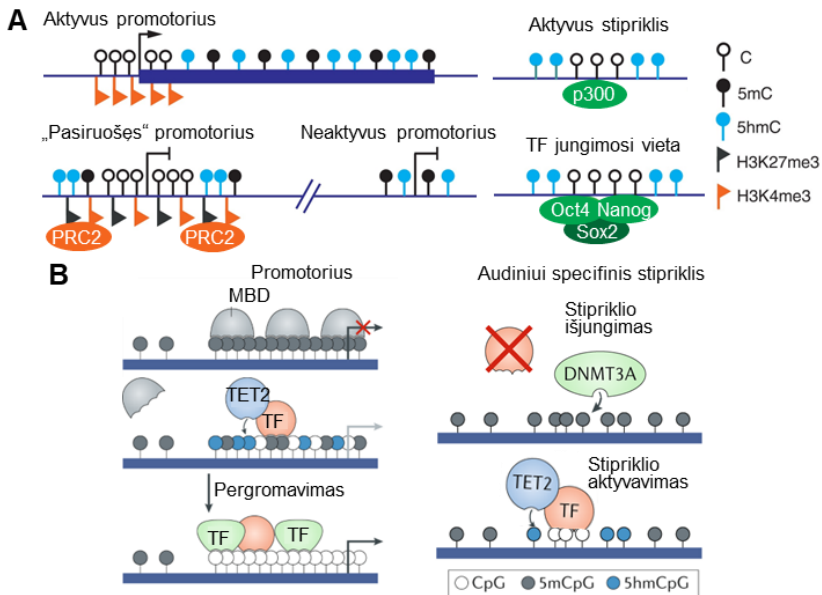 A
Aktyvus promotorius
Aktyvus stipriklis
p300
C
5mC
5hmC
H3K27me3
H3K4me3
„Pasiruošęs“ promotorius
Neaktyvus promotorius
TF jungimosi vieta
PRC2
PRC2
Oct4
Nanog
Sox2
B
Promotorius
Audiniui specifinis stipriklis
MBD
Stipriklio
išjungimas
DNMT3A
TET2
TF
Pergromavimas
TF
TF
Stipriklio
aktyvavimas
TET2
TF
CpG
5mCpG
5hmCpG